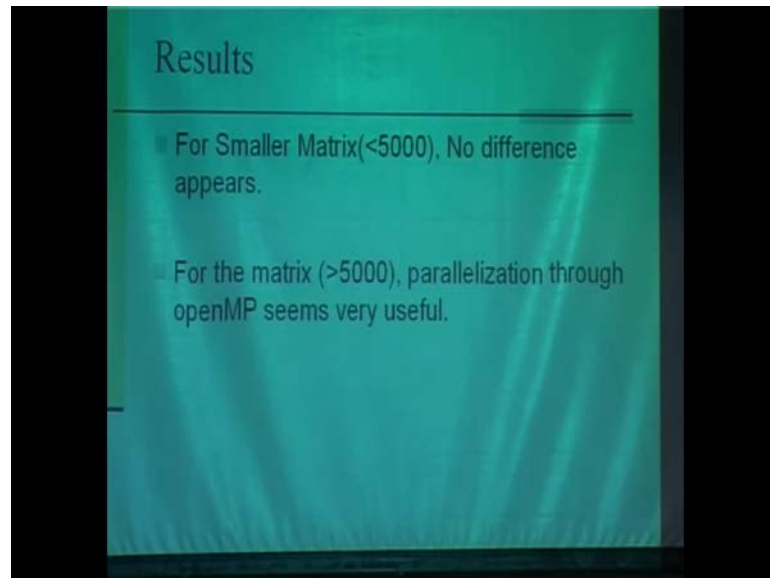 Results
For Smaller Matrix(<5000), No difference
appears.
For the matrix (>5000), parallelization through
openMP seems very useful.